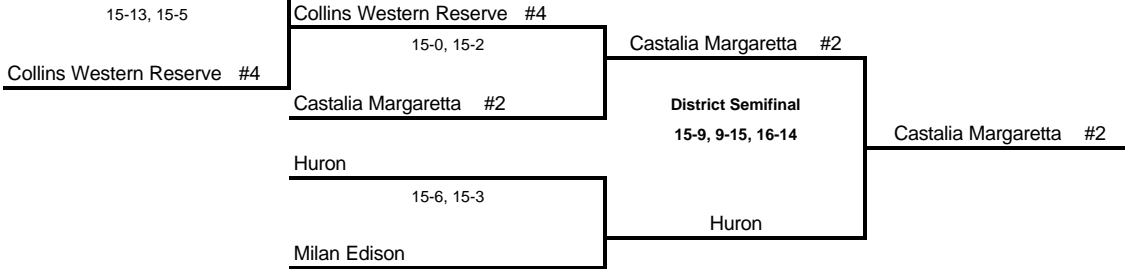 15-13, 15-5
Collins Western Reserve #4
Collins Western Reserve #4
15-0, 15-2
Castalia Margaretta #2
Castalia Margaretta #2
District Semifinal
15-9, 9-15, 16-14
Castalia Margaretta #2
Huron
15-6, 15-3
Huron
Milan Edison